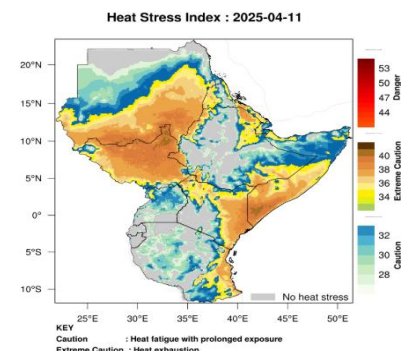 Heat Stress Index : 2025-04-11
20°N
15°N
10°N
5°N
0°
5°S
10°S
25°E
30°E
35°E
40°E
45°E
50°E
No heat stress
53
50
47
44
Danger
40
38
36
34
Extreme Caution
32
30
28
Caution
KEY
Caution : Heat fatigue with prolonged exposure
Extreme Caution : Heat exhaustion